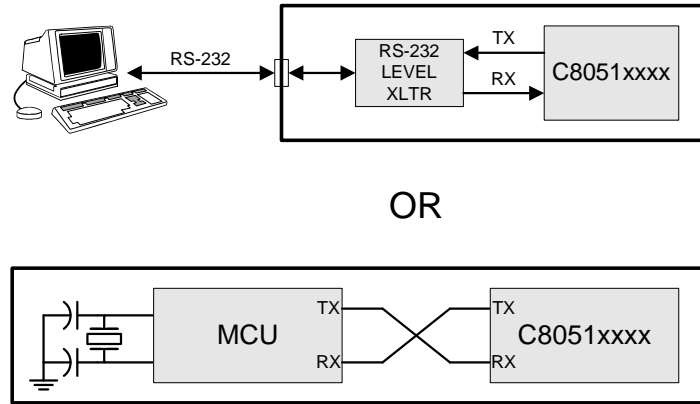 RS-232
RS-232
LEVEL
XLTR
TX
RX
C8051xxxx
OR
MCU
TX
RX
TX
RX
C8051xxxx